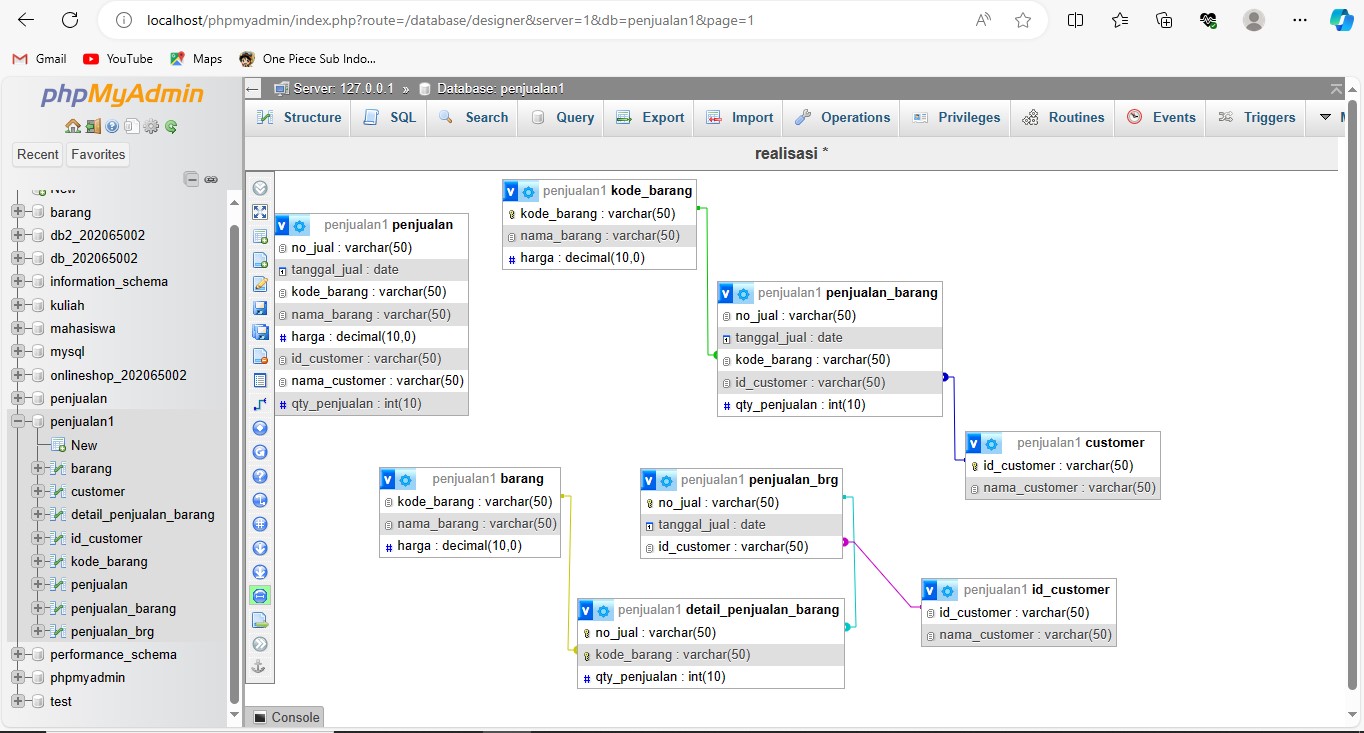 localhost/phpmyadmin/index.php?route=/database/designer&server=1&db=penjualan1&page=1
Gmail YouTube Maps One Piece Sub Indo...
phpMyAdmin
Recent Favorites
New
barang
db2_202065002
db_202065002
information_schema
kuliah
mahasiswa
mysql
onlineshop_202065002
penjualan
penjualan1
New
barang
customer
detail_penjualan_barang
id_customer
kode_barang
penjualan
penjualan_barang
penjualan_brg
performance_schema
phpmyadmin
test
Server: 127.0.0.1 » Database: penjualan1
Structure SQL Search Query Export Import Operations Privileges Routines Events Triggers
realisasi *
penjualan1 penjualan
no_jual : varchar(50)
tanggal_jual : date
kode_barang : varchar(50)
nama_barang : varchar(50)
harga : decimal(10,0)
id_customer : varchar(50)
nama_customer : varchar(50)
qty_penjualan : int(10)
penjualan1 kode_barang
kode_barang : varchar(50)
nama_barang : varchar(50)
harga : decimal(10,0)
penjualan1 penjualan_barang
no_jual : varchar(50)
tanggal_jual : date
kode_barang : varchar(50)
id_customer : varchar(50)
qty_penjualan : int(10)
penjualan1 customer
id_customer : varchar(50)
nama_customer : varchar(50)
penjualan1 barang
kode_barang : varchar(50)
nama_barang : varchar(50)
harga : decimal(10,0)
penjualan1 penjualan_brg
no_jual : varchar(50)
tanggal_jual : date
id_customer : varchar(50)
penjualan1 id_customer
id_customer : varchar(50)
nama_customer : varchar(50)
penjualan1 detail_penjualan_barang
no_jual : varchar(50)
kode_barang : varchar(50)
qty_penjualan : int(10)
Console